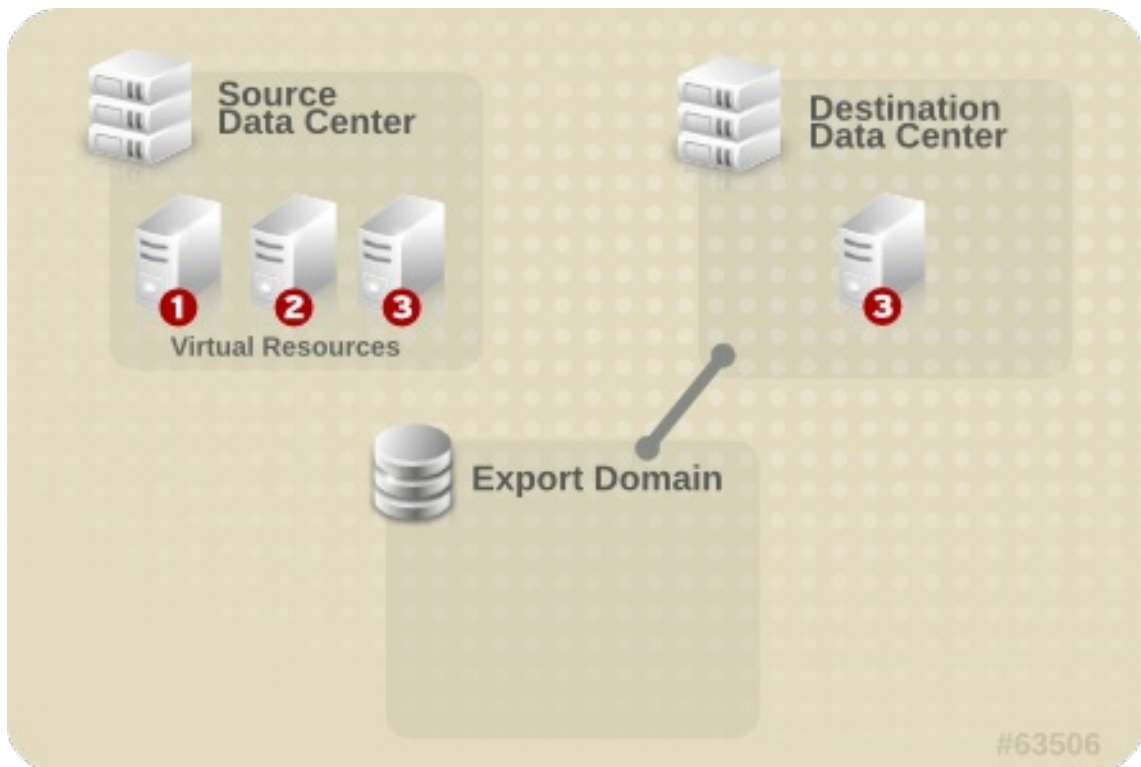 Source
Data Center
Destination
Data Center
1
2
3
3
Virtual Resources
Export Domain
#63506